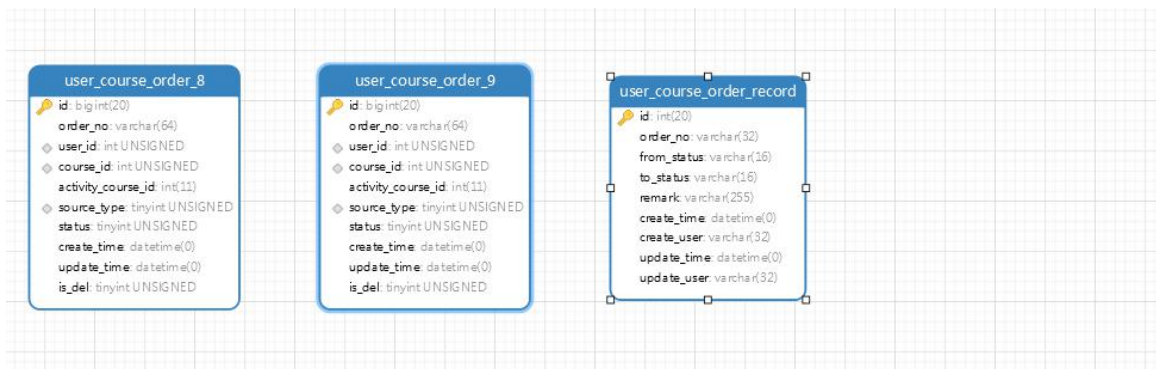 user_course_order_8
id: bigint(20)
order_no: varchar(64)
user_id: int UNSIGNED
course_id: int UNSIGNED
activity_course_id: int(11)
source_type: tinyint UNSIGNED
status: tinyint UNSIGNED
create_time: datetime(0)
update_time: datetime(0)
is_del: tinyint UNSIGNED
user_course_order_9
id: bigint(20)
order_no: varchar(64)
user_id: int UNSIGNED
course_id: int UNSIGNED
activity_course_id: int(11)
source_type: tinyint UNSIGNED
status: tinyint UNSIGNED
create_time: datetime(0)
update_time: datetime(0)
is_del: tinyint UNSIGNED
user_course_order_record
id: int(20)
order_no: varchar(32)
from_status: varchar(16)
to_status: varchar(16)
remark: varchar(255)
create_time: datetime(0)
create_user: varchar(32)
update_time: datetime(0)
update_user: varchar(32)